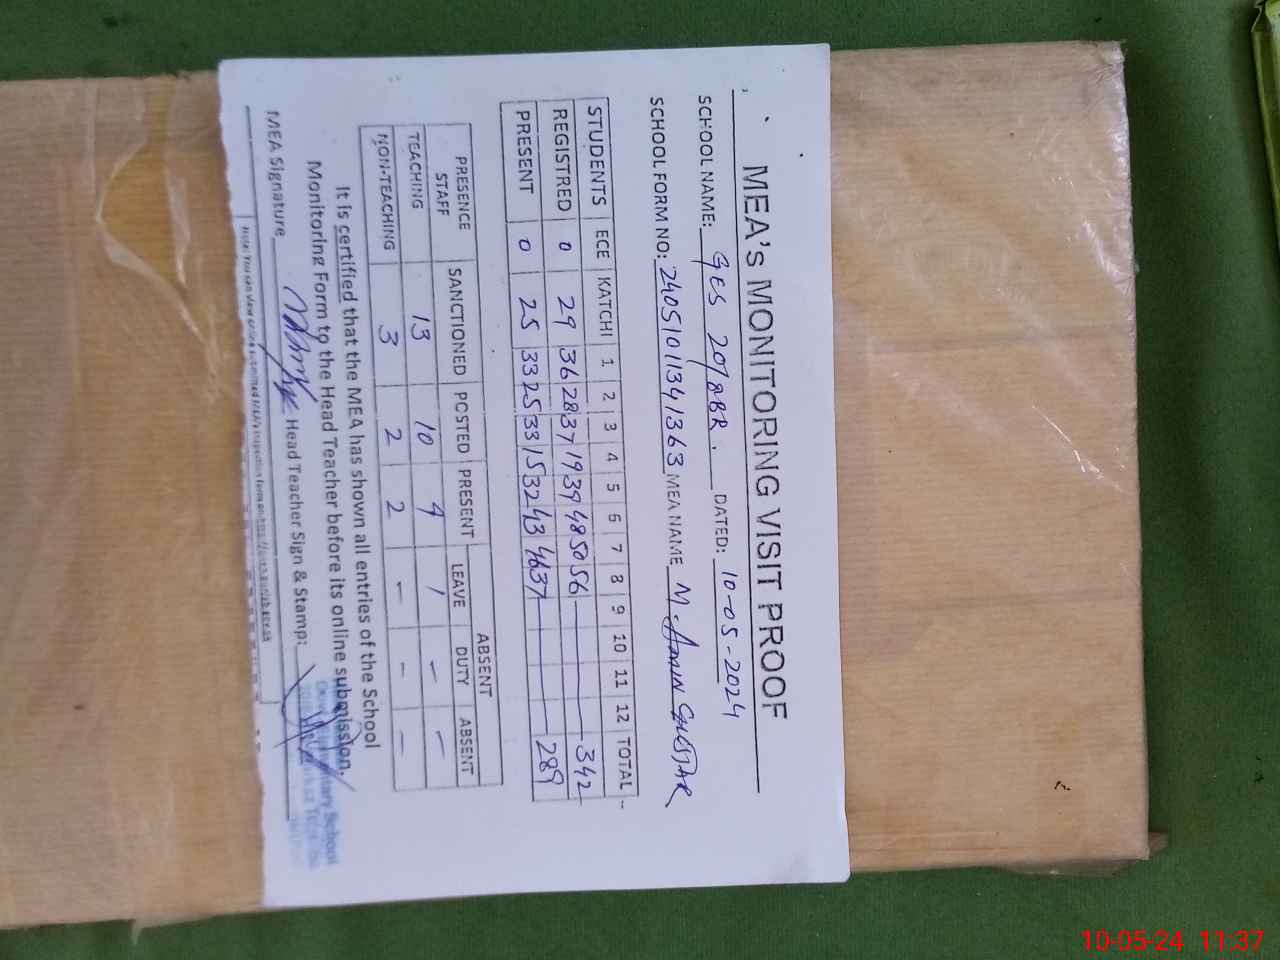 MEA'S MONITORING VISIT PROOF
SCHOOL NAME: GES 20/8BR. DATED: 10-05-2024
SCHOOL FORM NO: 24051011341363 MEA NAME M. Amin
STUDENTS ECE KATCHI 1 2 3 4 5 6 7 8 9 10 11 12 TOTAL
REGISTRED 0 29 36 28 37 19 39 48 50 56 342
PRESENT 0 25 33 25 33 15 32 43 46 37 289
PRESENCE STAFF SANCTIONED POSTED PRESENT ABSENT
LEAVE DUTY ABSENT
TEACHING 13 10 9 1 - -
NON-TEACHING 3 2 2 - - -
It is certified that the MEA has shown all entries of the School
Monitoring Form to the Head Teacher before its online submission.
MEA Signature Head Teacher Sign & Stamp:
10-05-24 11:37